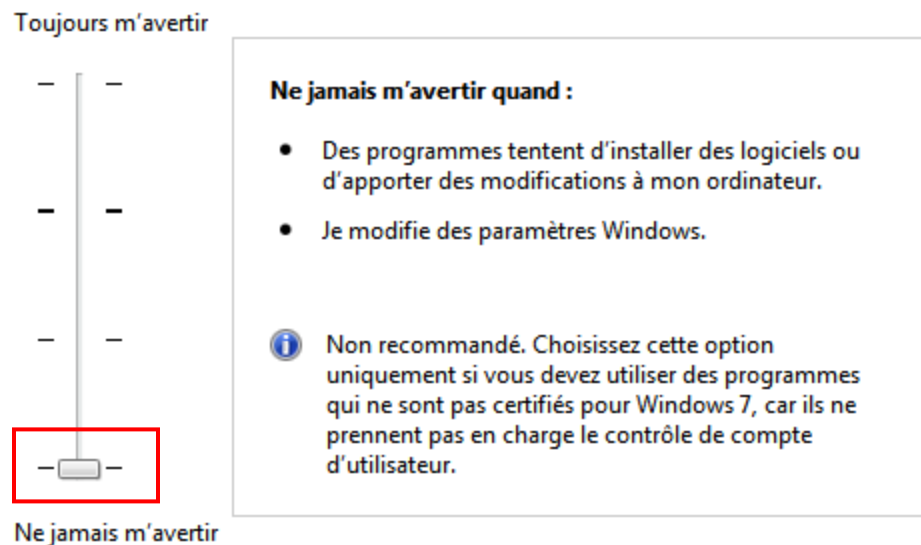 Toujours m'avertir
Ne jamais m'avertir quand :
• Des programmes tentent d'installer des logiciels ou
d'apporter des modifications à mon ordinateur.
• Je modifie des paramètres Windows.
Non recommandé. Choisissez cette option
uniquement si vous devez utiliser des programmes
qui ne sont pas certifiés pour Windows 7, car ils ne
prennent pas en charge le contrôle de compte
d'utilisateur.
Ne jamais m'avertir